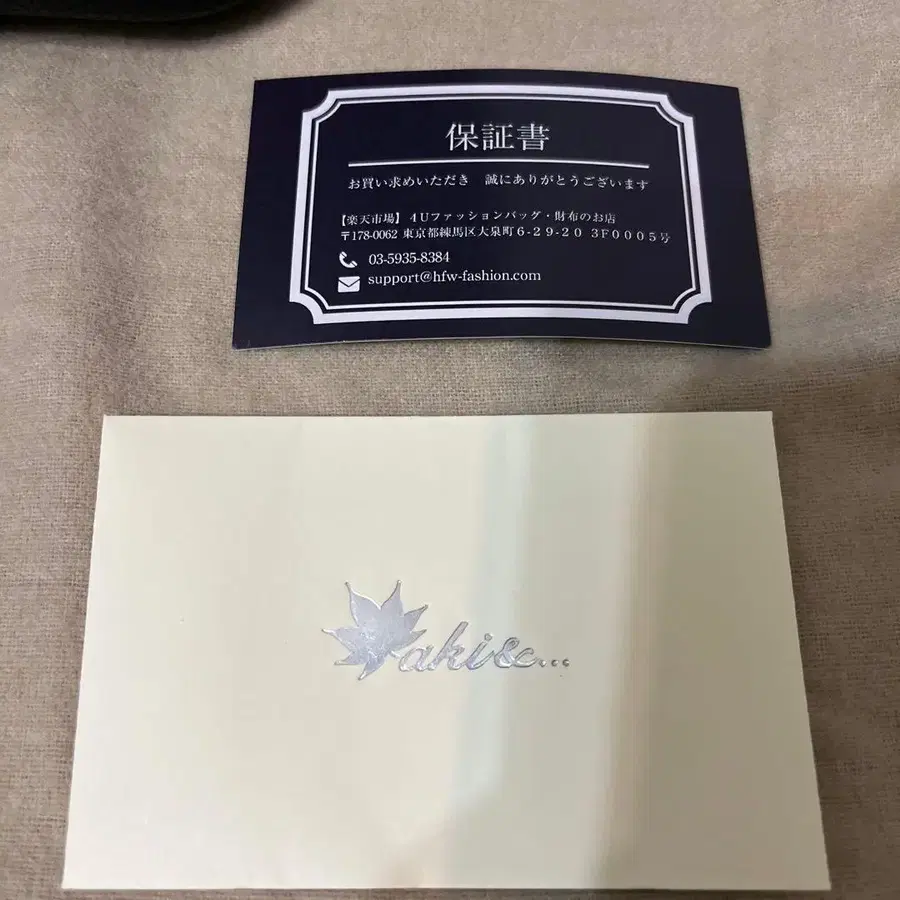 保証書
お買い求めいただき 誠にありがとうございます
【楽天市場】4Uファッションバッグ・財布のお店
〒178-0062 東京都練馬区大泉町6-29-20 3F0005号
03-5935-8384
support@hfw-fashion.com
aki&...